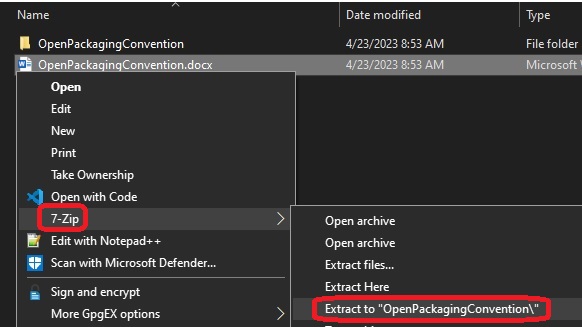 Name Date modified Type
OpenPackagingConvention 4/23/2023 8:53 AM File folder
OpenPackagingConvention.docx 4/23/2023 8:53 AM Microsoft
Open
Edit
New
Print
Take Ownership
Open with Code
7-Zip
Edit with Notepad++
Scan with Microsoft Defender...
Sign and encrypt
More GpgEX options
Open archive
Open archive
Extract files...
Extract Here
Extract to "OpenPackagingConvention\"